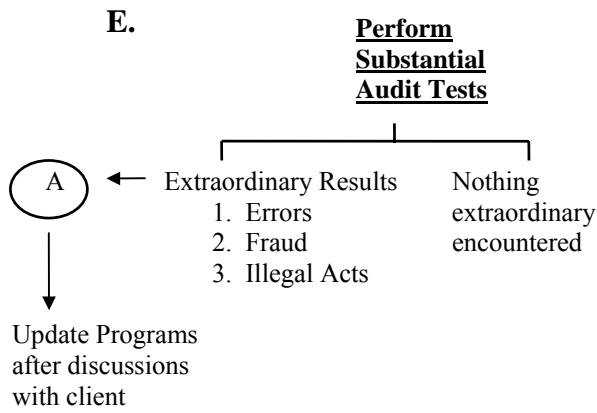 E.
Perform
Substantial
Audit Tests
A
Extraordinary Results
1. Errors
2. Fraud
3. Illegal Acts
Nothing
extraordinary
encountered
Update Programs
after discussions
with client